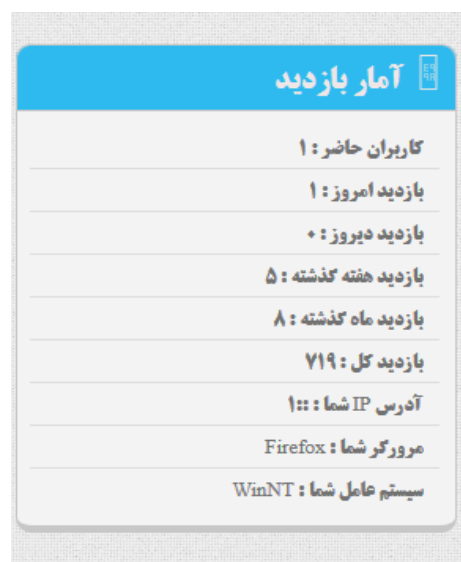 آمار بازدید
کاربران حاضر : ۱
بازدید امروز : ۱
بازدید دیروز : ۰
بازدید هفته گذشته : ۵
بازدید ماه گذشته : ۸
بازدید کل : ۷۱۹
آدرس IP شما : ::۱
مرورگر شما : Firefox
سیستم عامل شما : WinNT